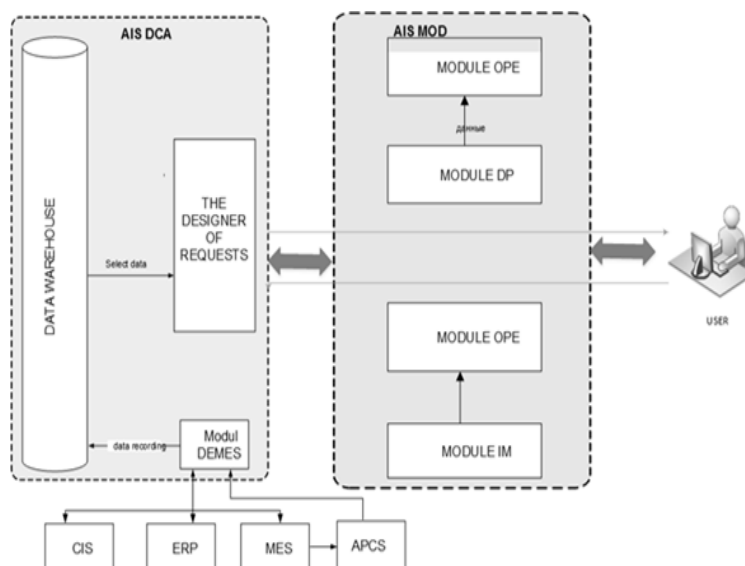 AIS DCA
DATA WAREHOUSE
Select data
THE
DESIGNER
OF
REQUESTS
data recording
Modul
DEMES
CIS
ERP
MES
APCS
AIS MOD
MODULE OPE
данные
MODULE DP
MODULE OPE
MODULE IM
USER